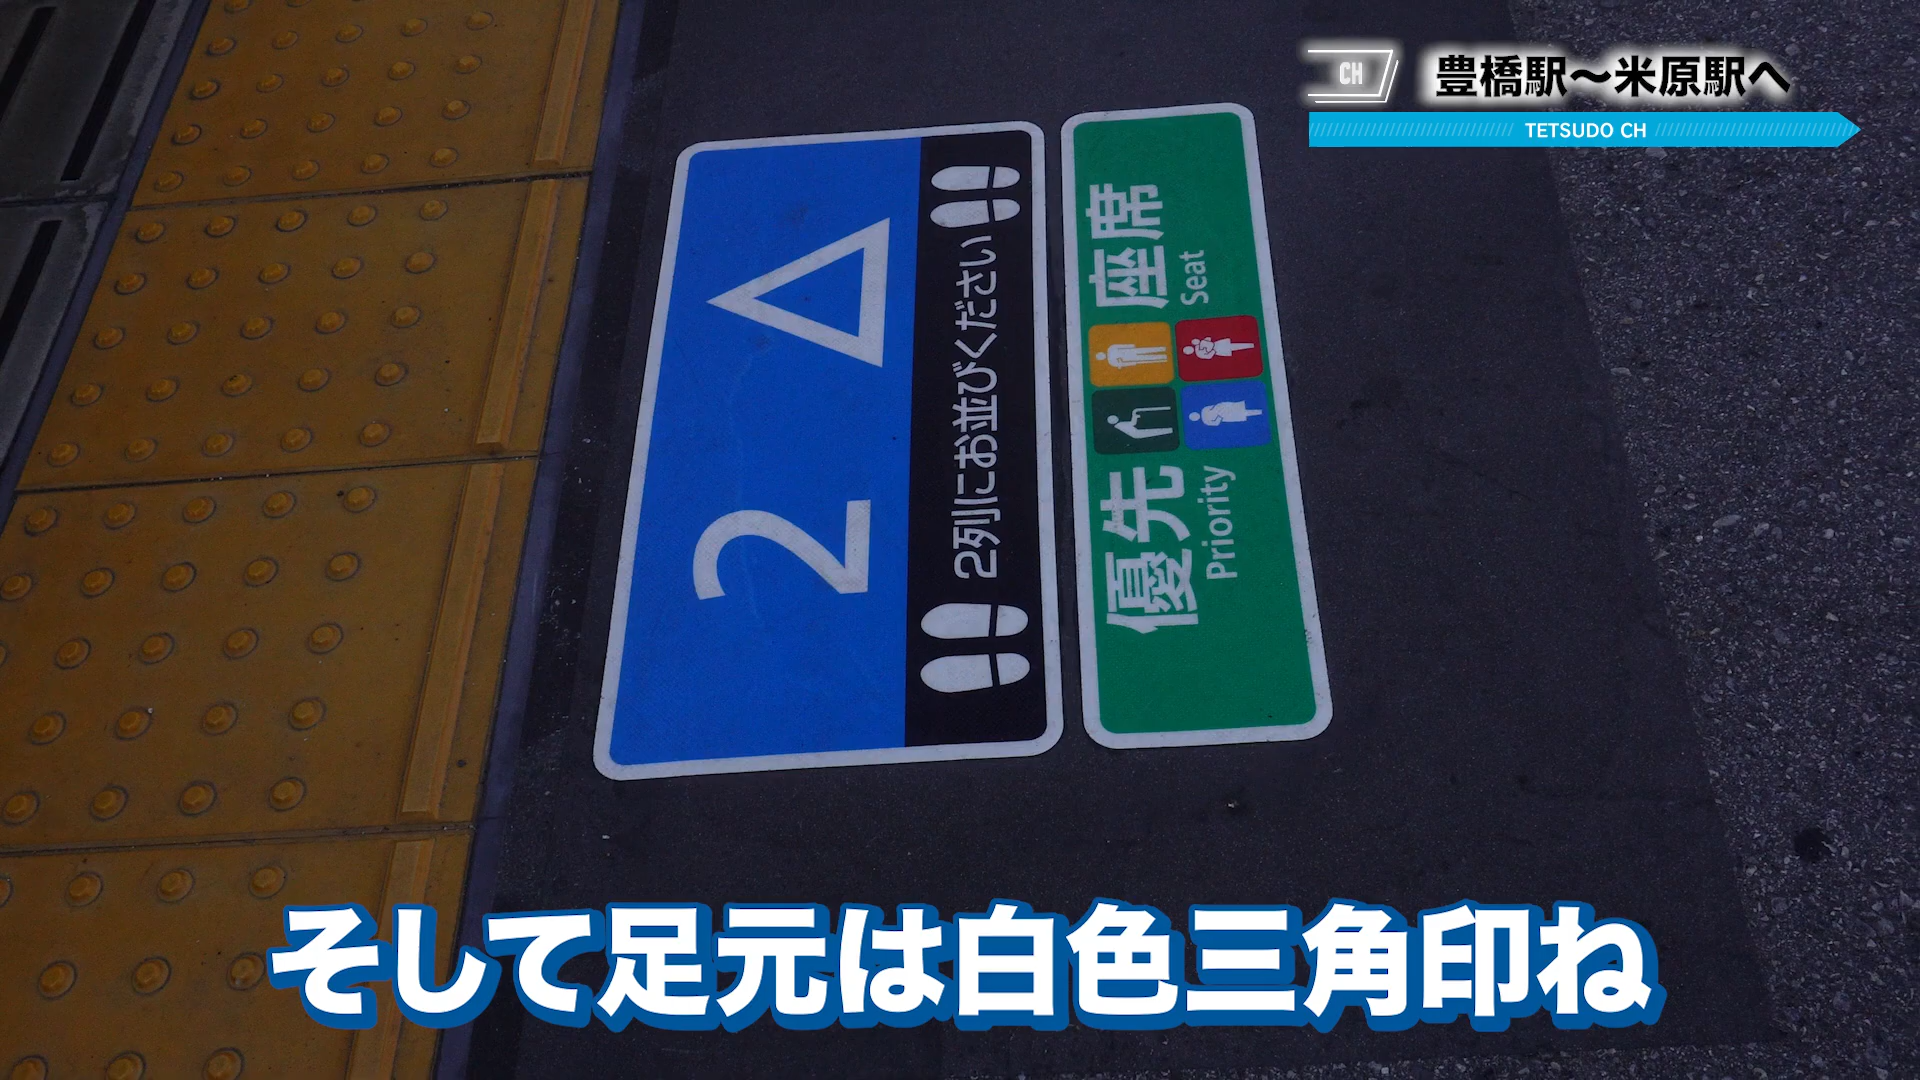 CH
豊橋駅～米原駅へ
TETSUDO CH
2
2列にお並びください
優先 座席
Priority Seat
そして足元は白色三角印ね